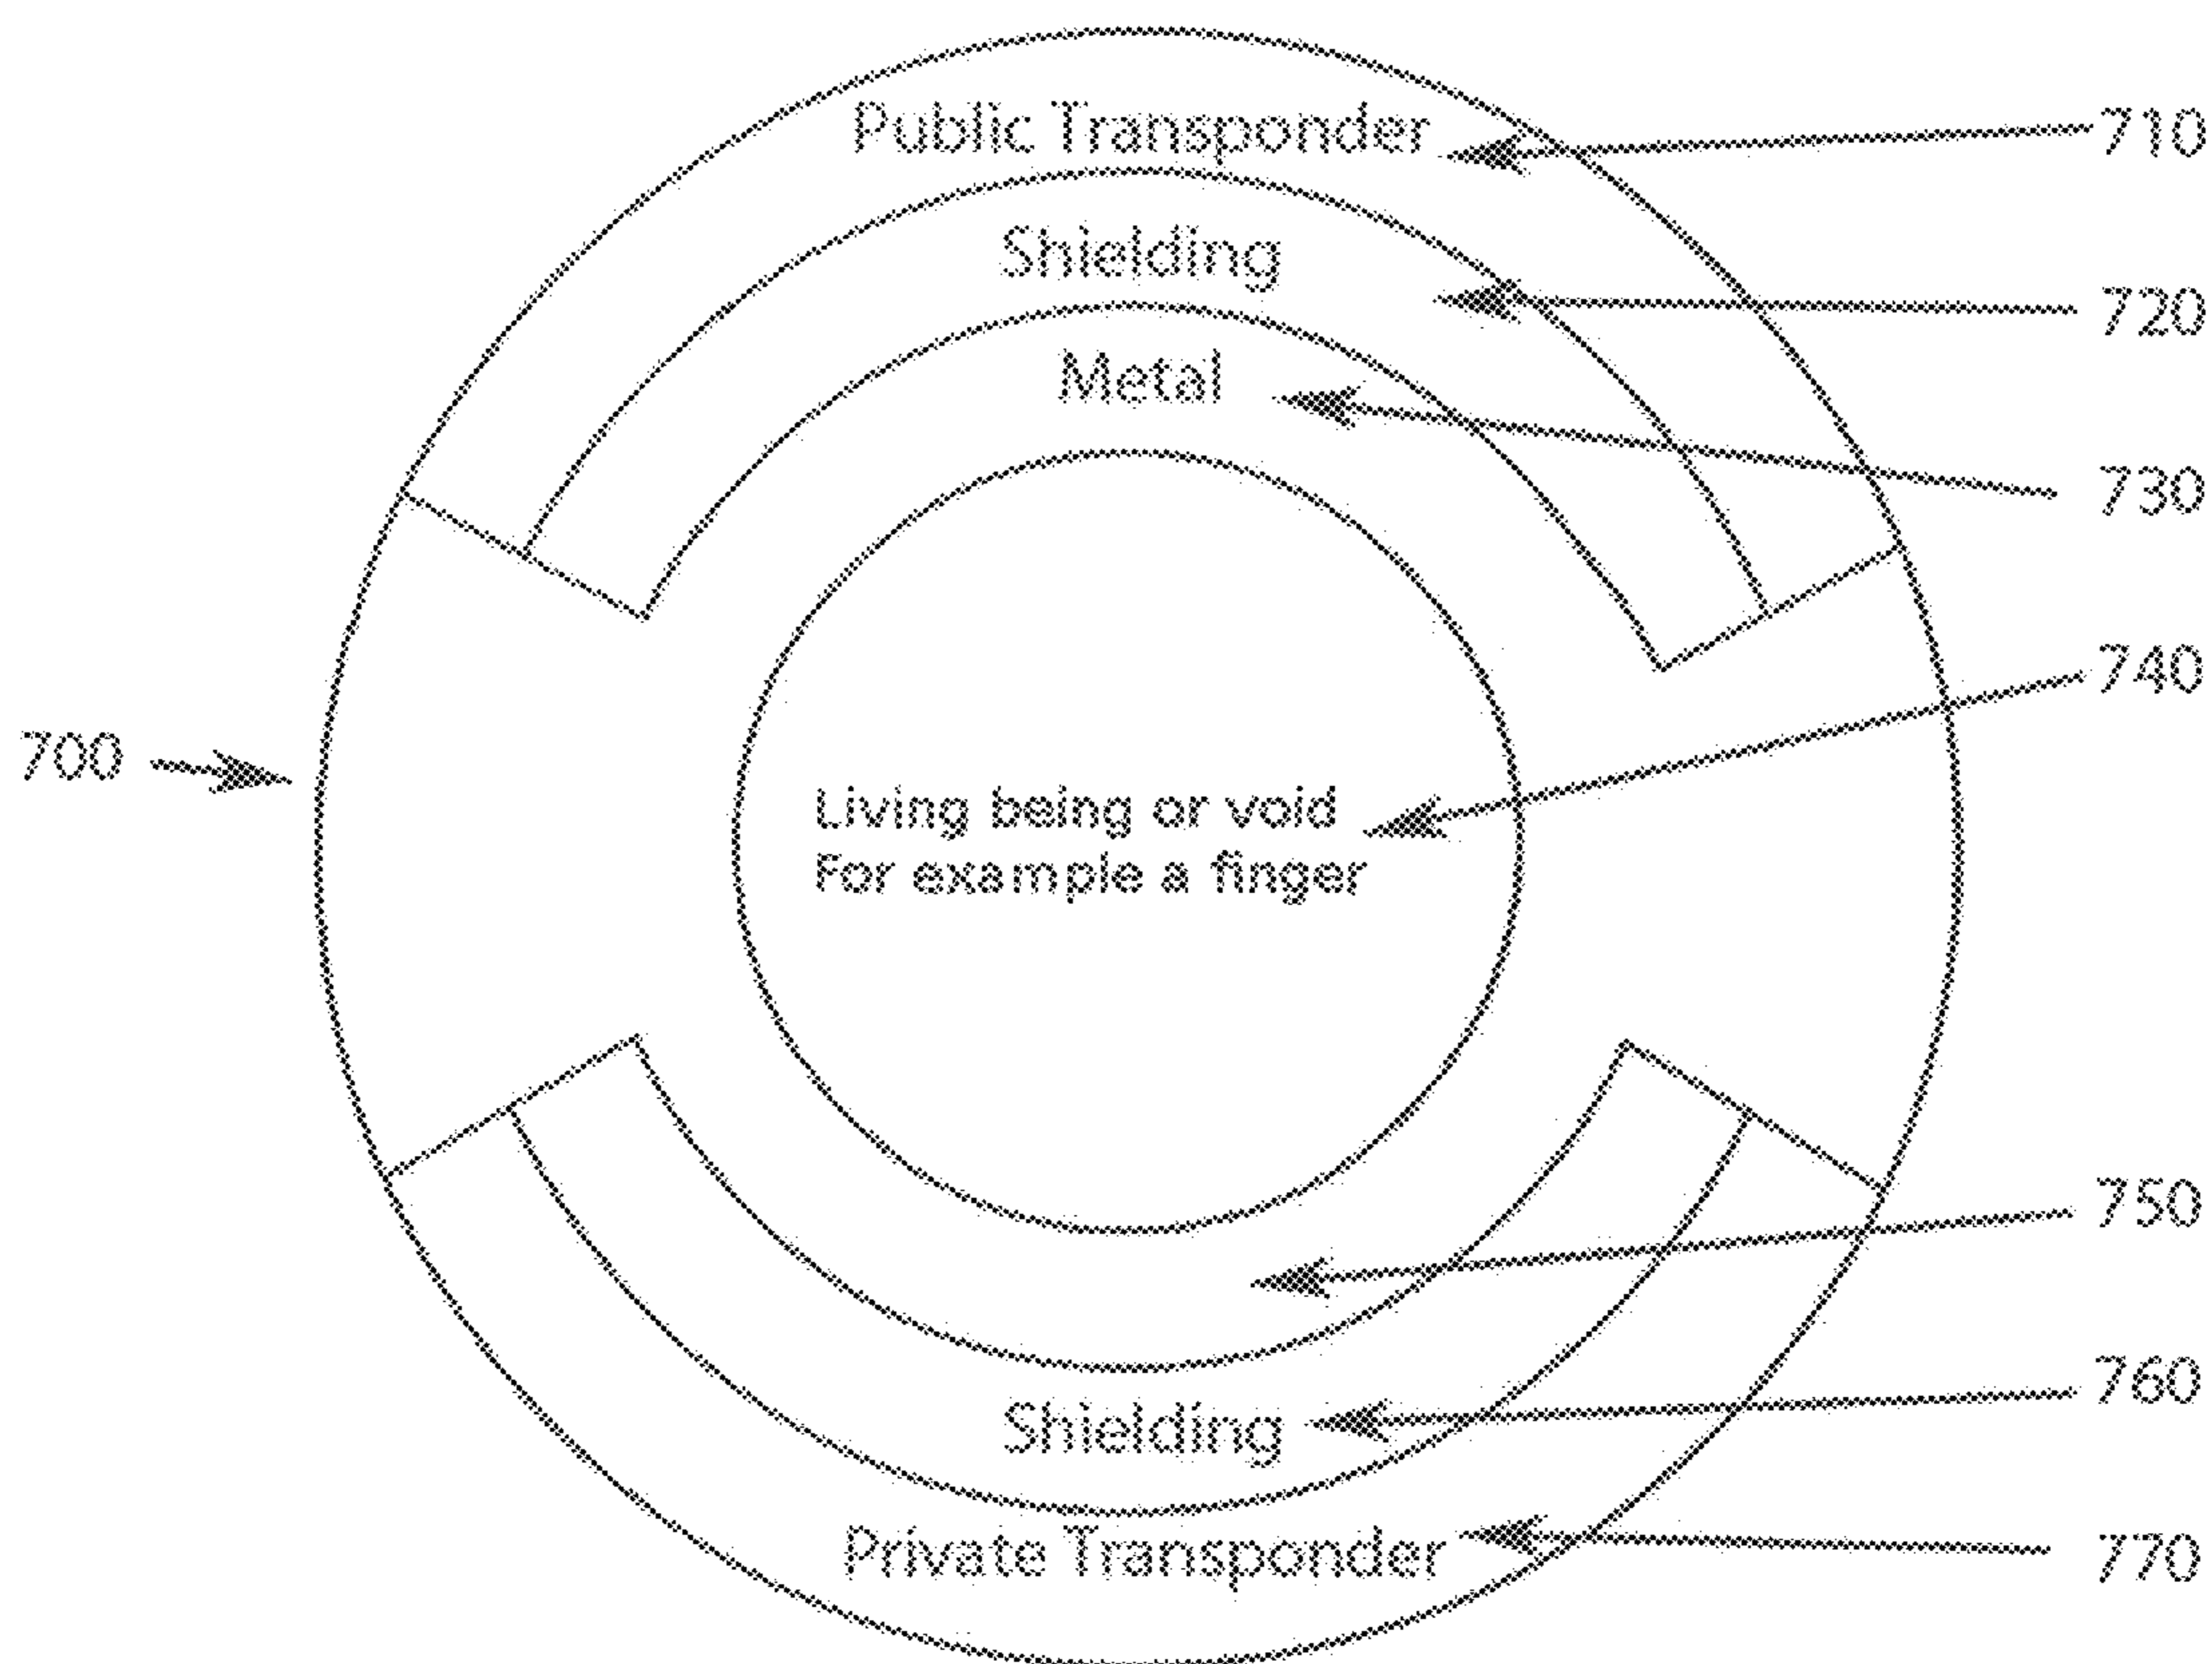 Public Transponder
710
Shielding
720
Metal
730
740
700
Living being or void
For example a finger
750
760
Shielding
Private Transponder
770